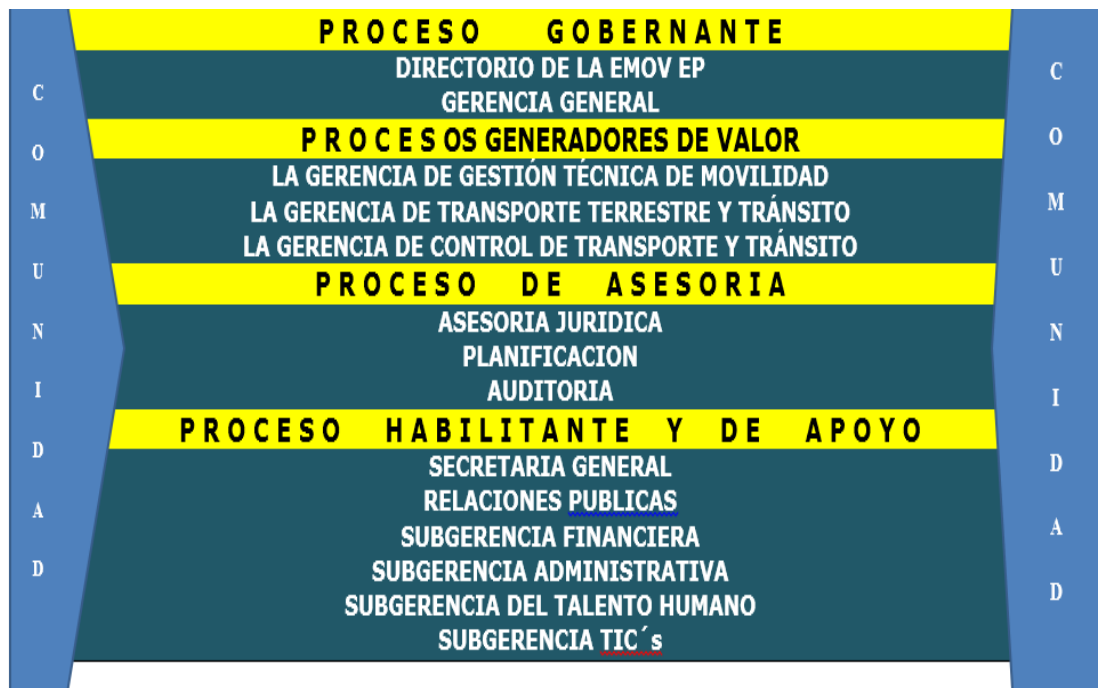 PROCESO GOBERNANTE
DIRECTORIO DE LA EMOV EP
GERENCIA GENERAL
PROCESOS GENERADORES DE VALOR
LA GERENCIA DE GESTIÓN TÉCNICA DE MOVILIDAD
LA GERENCIA DE TRANSPORTE TERRESTRE Y TRÁNSITO
LA GERENCIA DE CONTROL DE TRANSPORTE Y TRÁNSITO
PROCESO DE ASESORIA
ASESORIA JURIDICA
PLANIFICACION
AUDITORIA
PROCESO HABILITANTE Y DE APOYO
SECRETARIA GENERAL
RELACIONES PUBLICAS
SUBGERENCIA FINANCIERA
SUBGERENCIA ADMINISTRATIVA
SUBGERENCIA DEL TALENTO HUMANO
SUBGERENCIA TIC´s
COMUNIDAD
COMUNIDAD